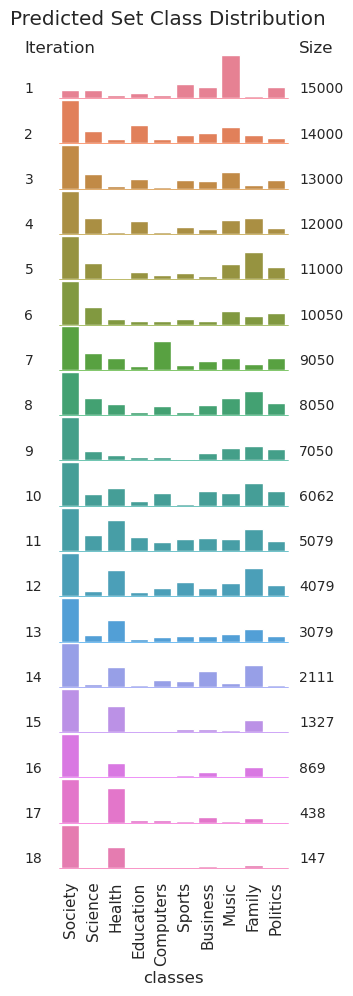 Predicted Set Class Distribution
Iteration Size
1 15000
2 14000
3 13000
4 12000
5 11000
6 10050
7 9050
8 8050
9 7050
10 6062
11 5079
12 4079
13 3079
14 2111
15 1327
16 869
17 438
18 147
Society
Science
Health
Education
Computers
Sports
Business
Music
Family
Politics
classes